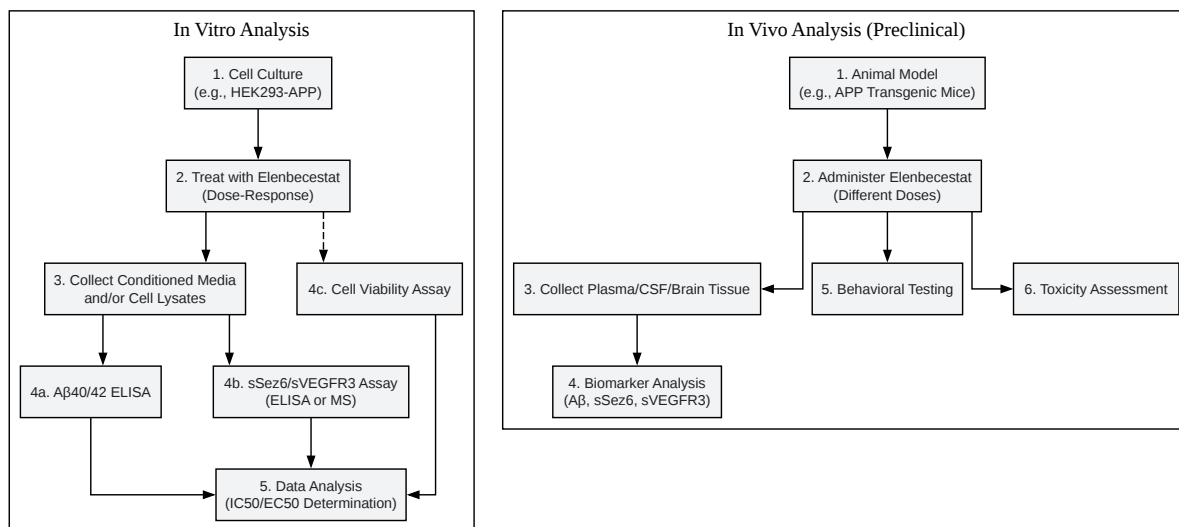 In Vitro Analysis
1. Cell Culture
(e.g., HEK293-APP)
2. Treat with Elenbecestat
(Dose-Response)
3. Collect Conditioned Media
and/or Cell Lysates
4c. Cell Viability Assay
4a. Aβ40/42 ELISA
4b. sSez6/sVEGFR3 Assay
(ELISA or MS)
5. Data Analysis
(IC50/EC50 Determination)
In Vivo Analysis (Preclinical)
1. Animal Model
(e.g., APP Transgenic Mice)
2. Administer Elenbecestat
(Different Doses)
3. Collect Plasma/CSF/Brain Tissue
5. Behavioral Testing
6. Toxicity Assessment
4. Biomarker Analysis
(Aβ, sSez6, sVEGFR3)